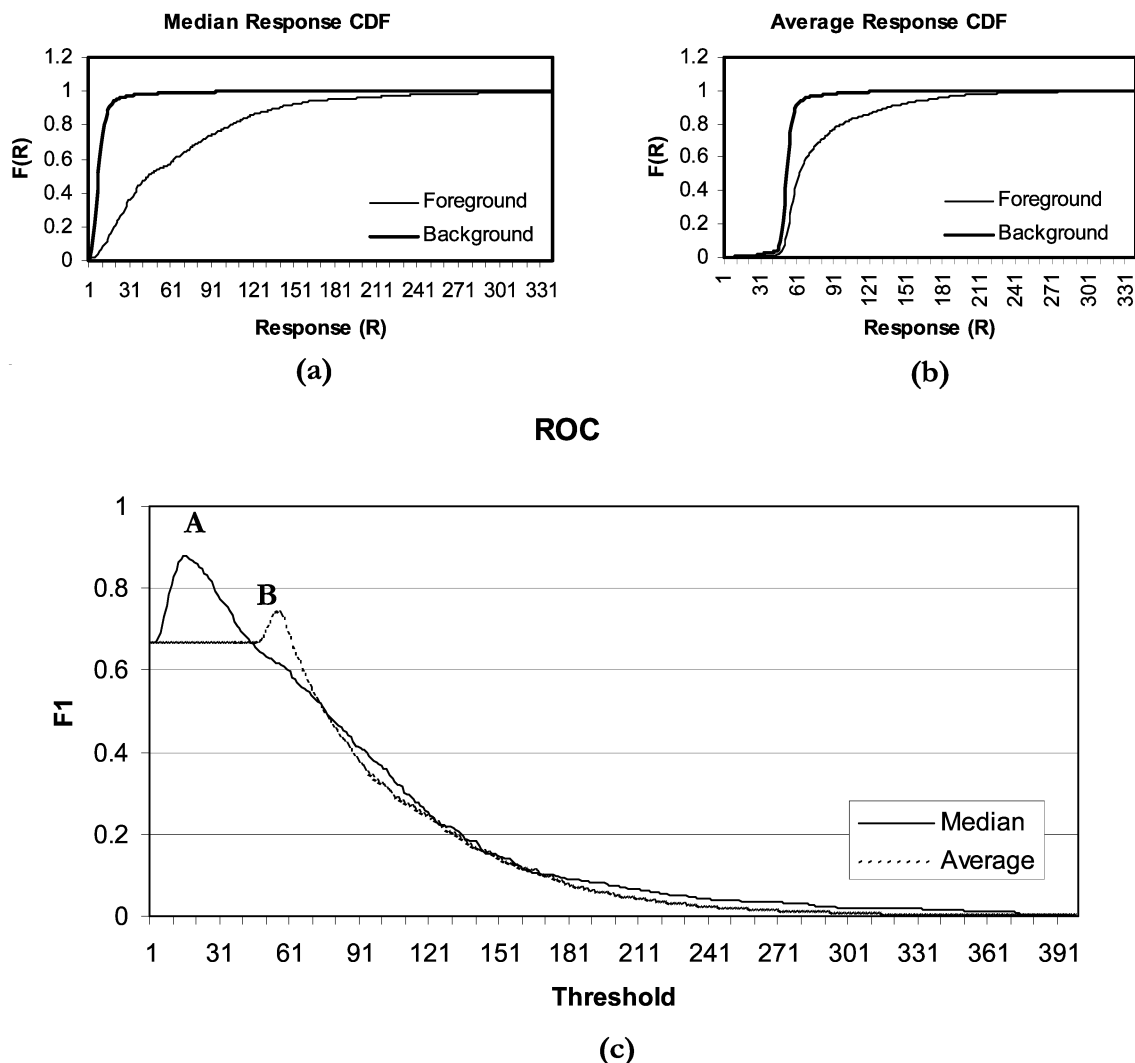 Median Response CDF
1.2
1
0.8
0.6
0.4
0.2
0
F(R)
Foreground
Background
1 31 61 91 121 151 181 211 241 271 301 331
Response (R)
(a)
Average Response CDF
1.2
1
0.8
0.6
0.4
0.2
0
F(R)
Foreground
Background
1 31 61 91 121 151 181 211 241 271 301 331
Response (R)
(b)
ROC
1
0.8
0.6
0.4
0.2
0
F1
A
B
Median
Average
1 31 61 91 121 151 181 211 241 271 301 331 361 391
Threshold
(c)